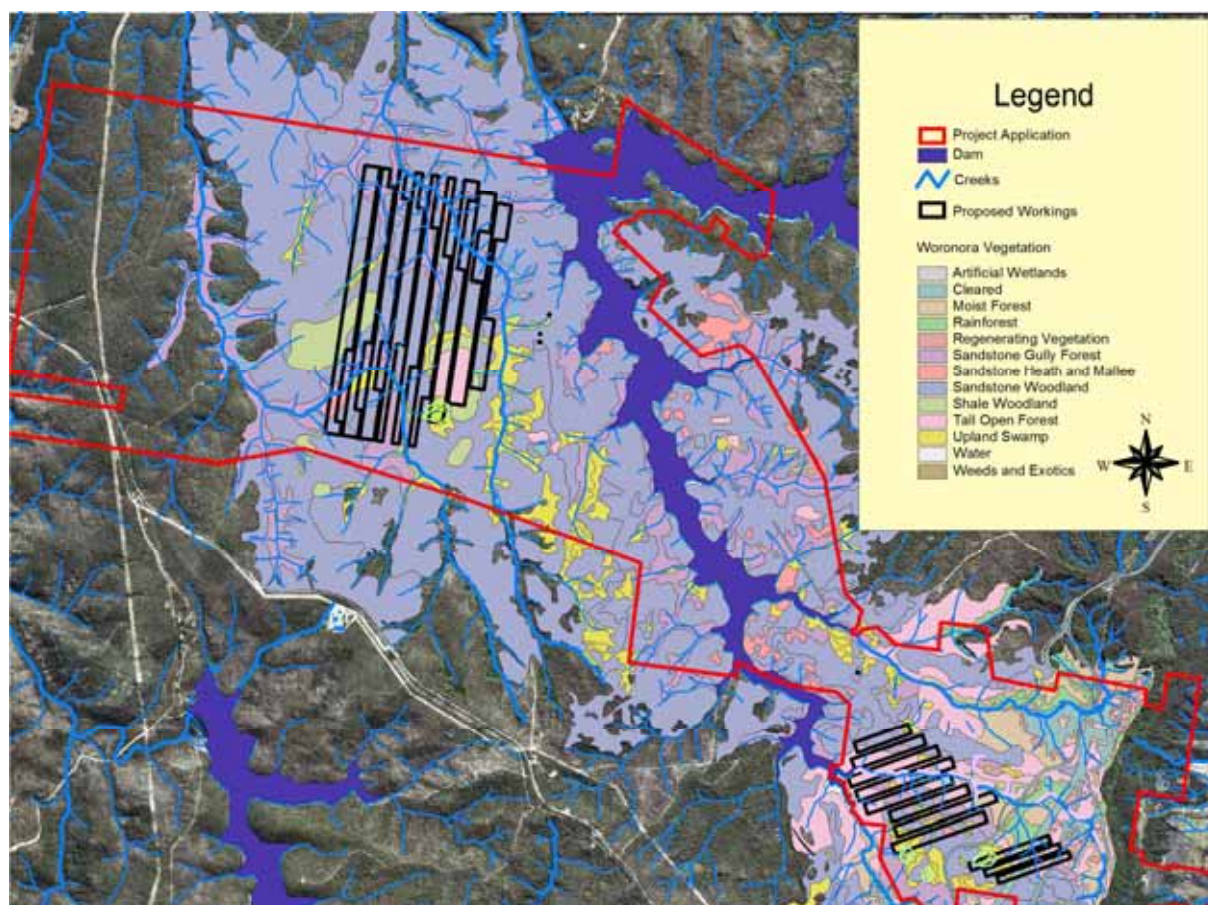 Legend
Project Application
Dam
Creeks
Proposed Workings
Woronora Vegetation
Artificial Wetlands
Cleared
Moist Forest
Rainforest
Regenerating Vegetation
Sandstone Gully Forest
Sandstone Heath and Mallee
Sandstone Woodland
Shale Woodland
Tall Open Forest
Upland Swamp
Water
Weeds and Exotics
N
W E
S